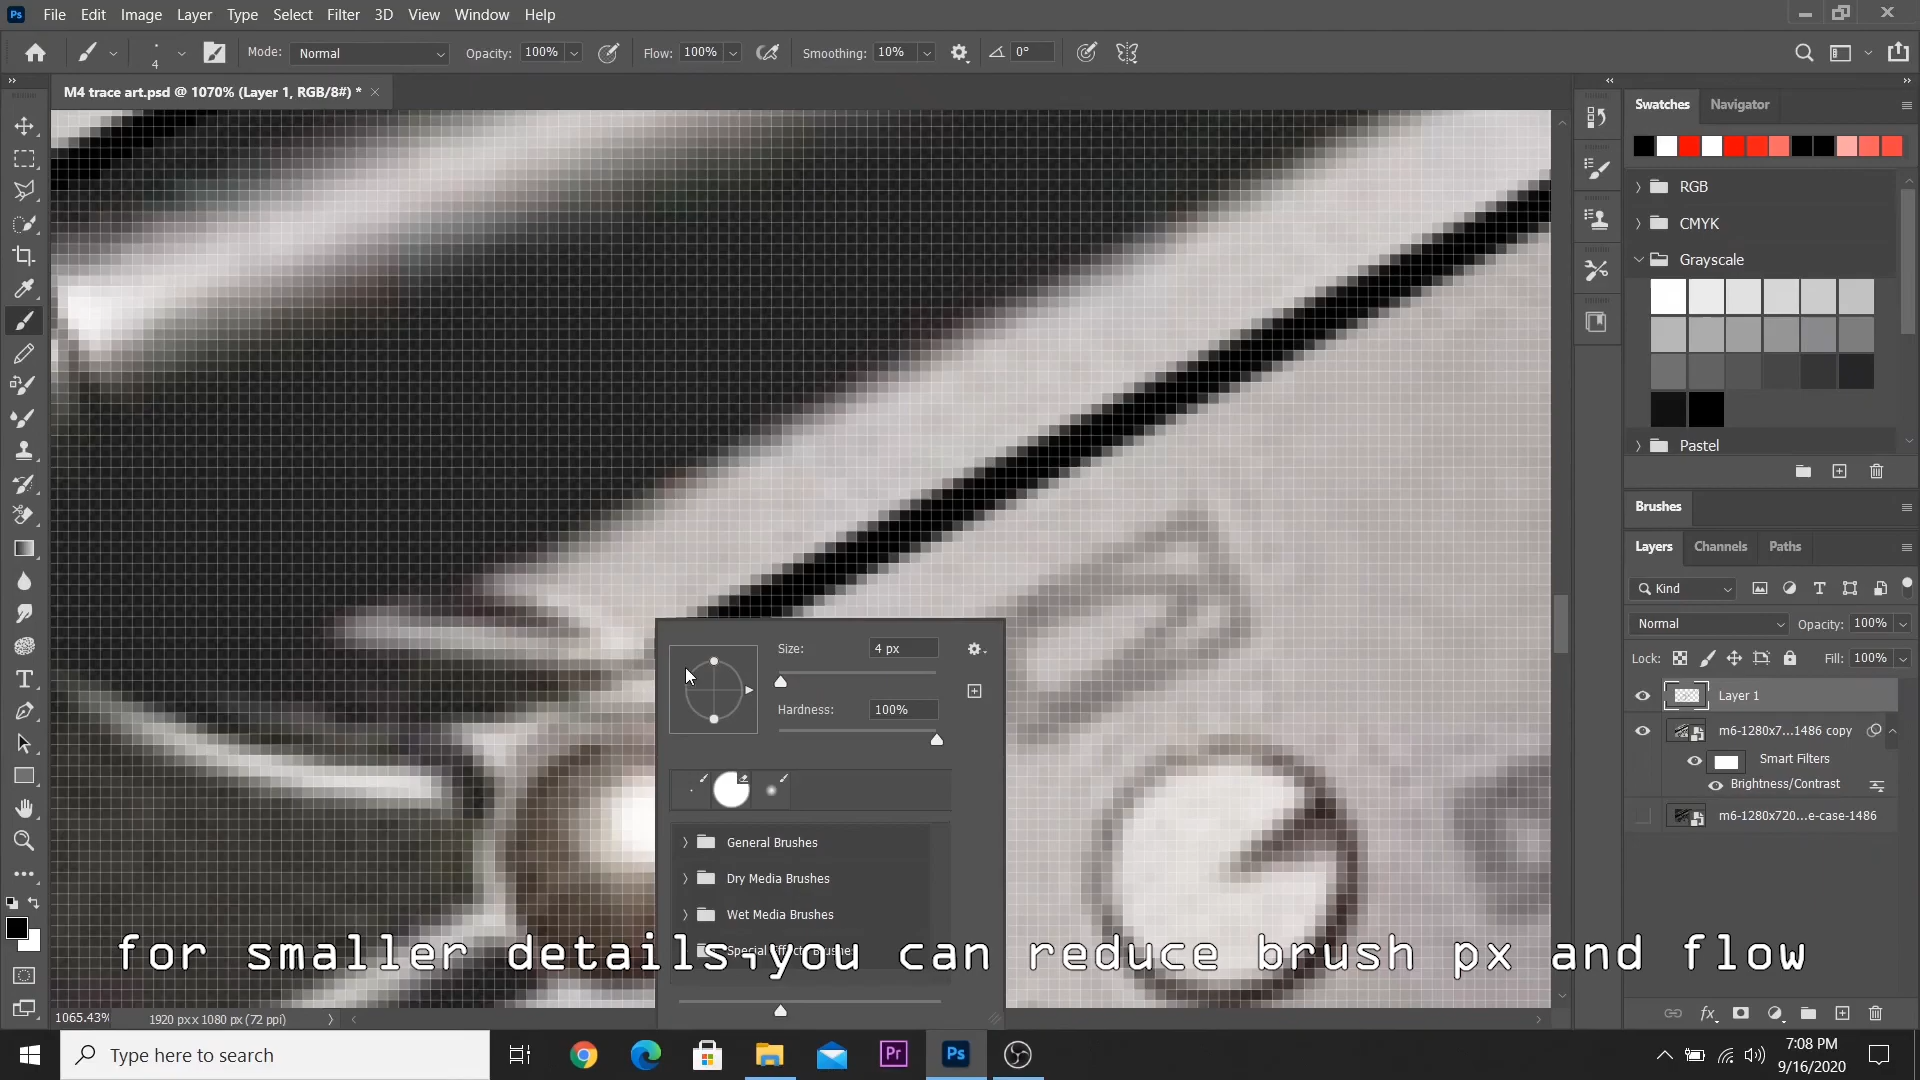 Ps File Edit Image Layer Type Select Filter 3D View Window Help
4 Mode: Normal Opacity: 100% Flow: 100% Smoothing: 10% 0°
M4 trace art.psd @ 1070% (Layer 1, RGB/8#) *
Swatches Navigator
RGB
CMYK
Grayscale
Pastel
Brushes
Layers Channels Paths
Kind
Normal Opacity: 100%
Lock: Fill: 100%
Layer 1
m6-1280x7...1486 copy
Smart Filters
Brightness/Contrast
m6-1280x720...e-case-1486
Size: 4 px
Hardness: 100%
General Brushes
Dry Media Brushes
Wet Media Brushes
Special Effects Brushes
for smaller details,you can reduce brush px and flow
1065.43% 1920 px x 1080 px (72 ppi)
Type here to search
Pr Ps
7:08 PM
9/16/2020